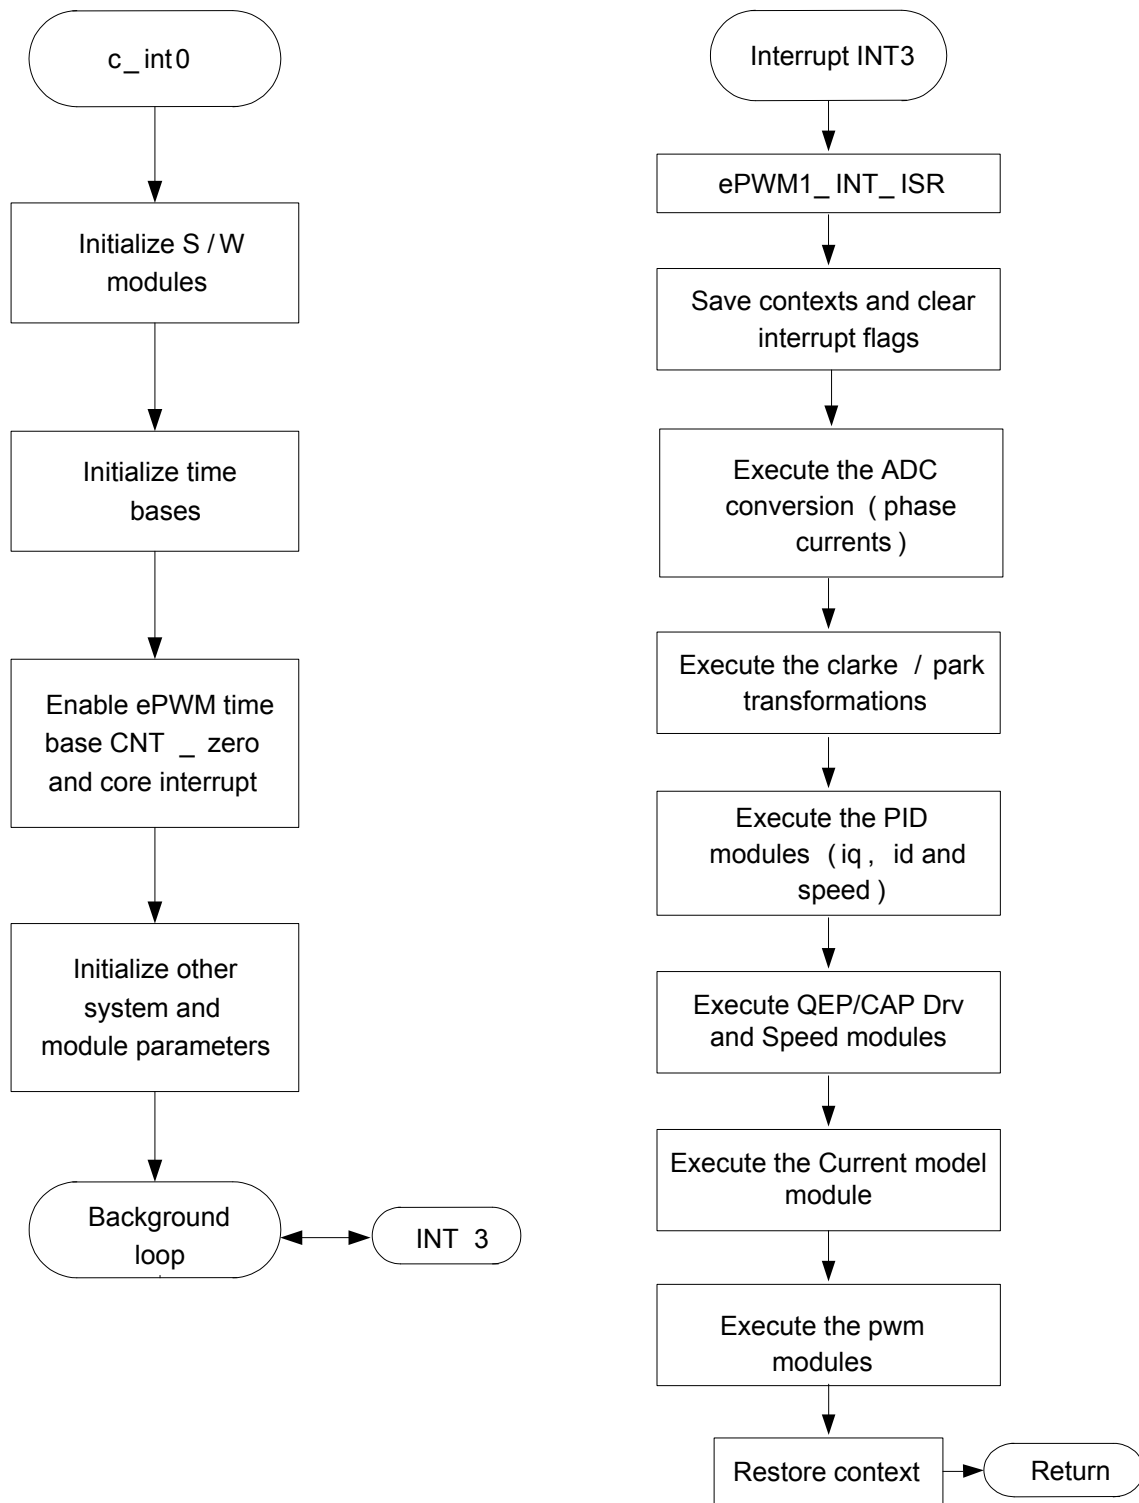 c_int0
Initialize S / W
modules
Initialize time
bases
Enable ePWM time
base CNT _ zero
and core interrupt
Initialize other
system and
module parameters
Background
loop
INT 3
Interrupt INT3
ePWM1_ INT_ ISR
Save contexts and clear
interrupt flags
Execute the ADC
conversion ( phase
currents )
Execute the clarke / park
transformations
Execute the PID
modules ( iq , id and
speed )
Execute QEP/CAP Drv
and Speed modules
Execute the Current model
module
Execute the pwm
modules
Restore context
Return